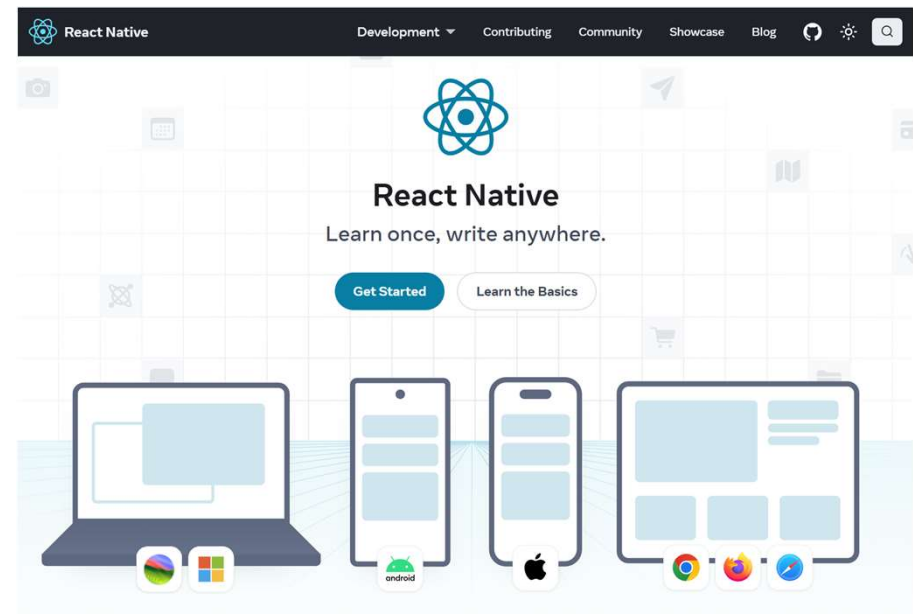 React Native
Development
Contributing
Community
Showcase
Blog
React Native
Learn once, write anywhere.
Get Started
Learn the Basics
android